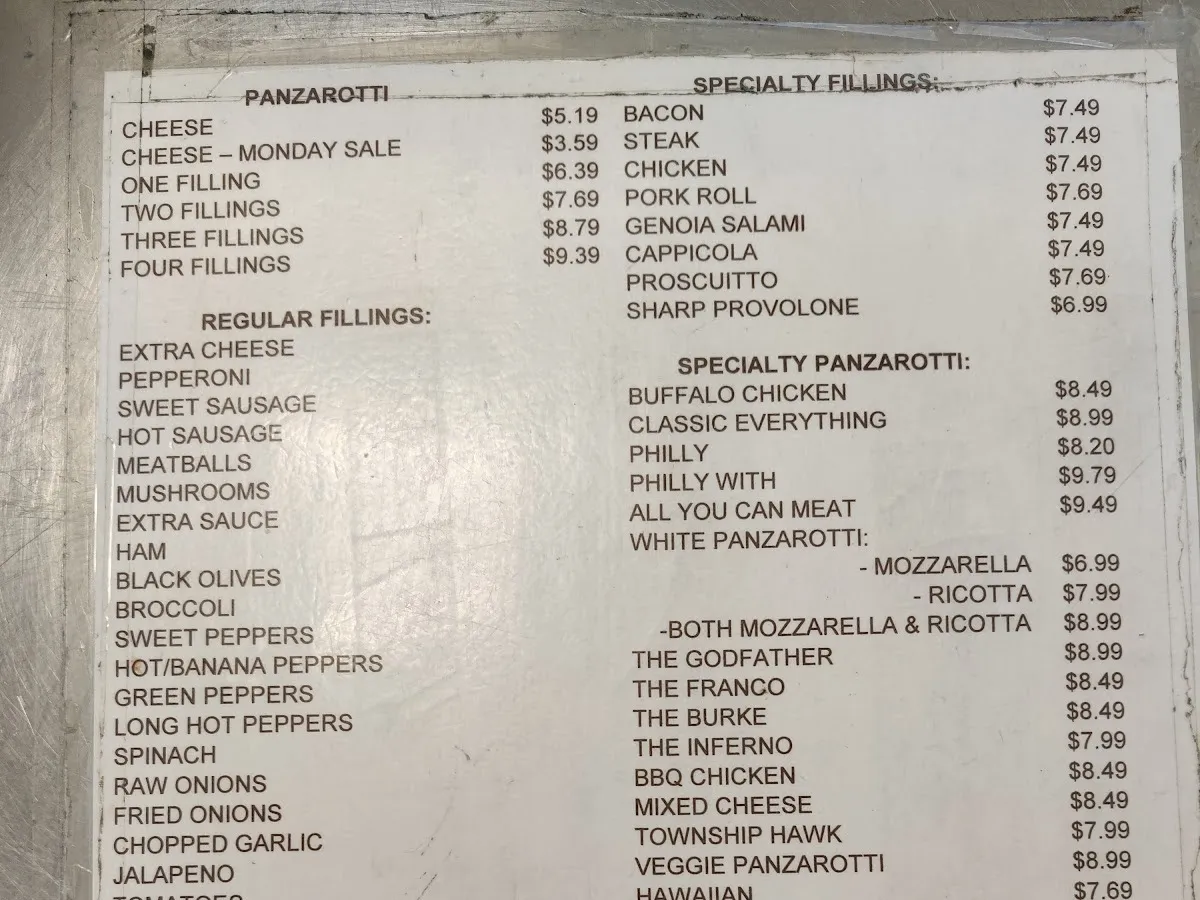 PANZAROTTI
CHEESE $5.19
CHEESE – MONDAY SALE $3.59
ONE FILLING $6.39
TWO FILLINGS $7.69
THREE FILLINGS $8.79
FOUR FILLINGS $9.39
REGULAR FILLINGS:
EXTRA CHEESE
PEPPERONI
SWEET SAUSAGE
HOT SAUSAGE
MEATBALLS
MUSHROOMS
EXTRA SAUCE
HAM
BLACK OLIVES
BROCCOLI
SWEET PEPPERS
HOT/BANANA PEPPERS
GREEN PEPPERS
LONG HOT PEPPERS
SPINACH
RAW ONIONS
FRIED ONIONS
CHOPPED GARLIC
JALAPENO
TOMATOES
SPECIALTY FILLINGS:
BACON $7.49
STEAK $7.49
CHICKEN $7.49
PORK ROLL $7.69
GENOIA SALAMI $7.49
CAPPICOLA $7.49
PROSCUITTO $7.69
SHARP PROVOLONE $6.99
SPECIALTY PANZAROTTI:
BUFFALO CHICKEN $8.49
CLASSIC EVERYTHING $8.99
PHILLY $8.20
PHILLY WITH $9.79
ALL YOU CAN MEAT $9.49
WHITE PANZAROTTI:
- MOZZARELLA $6.99
- RICOTTA $7.99
-BOTH MOZZARELLA & RICOTTA $8.99
THE GODFATHER $8.99
THE FRANCO $8.49
THE BURKE $8.49
THE INFERNO $7.99
BBQ CHICKEN $8.49
MIXED CHEESE $8.49
TOWNSHIP HAWK $7.99
VEGGIE PANZAROTTI $8.99
HAWAIIAN $7.69